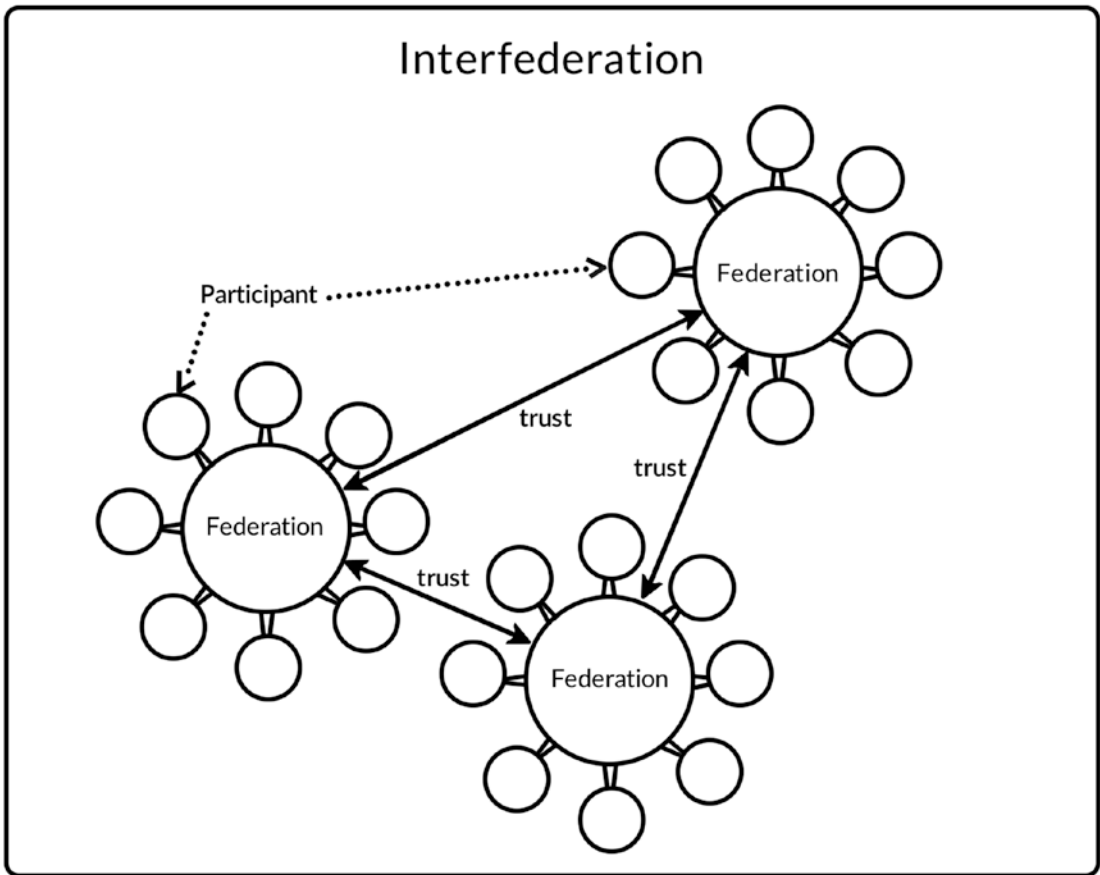 Interfederation
Federation
Participant
trust
trust
Federation
trust
Federation